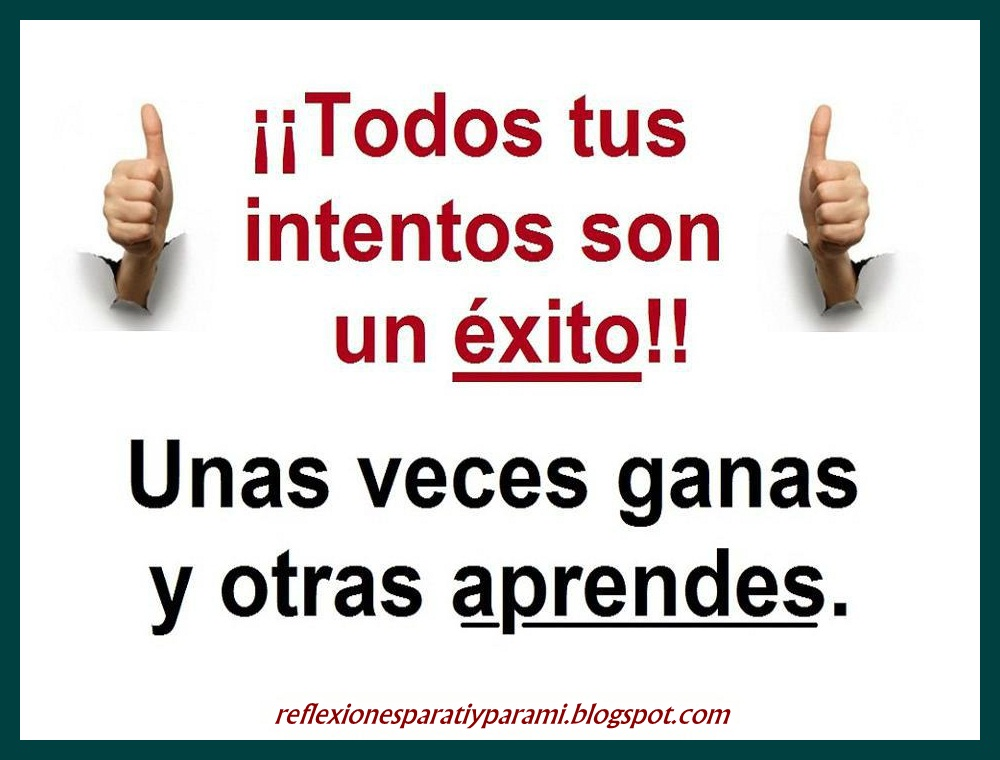 ¡¡Todos tus
intentos son
un éxito!!
Unas veces ganas
y otras aprendes.
reflexionesparatiyparami.blogspot.com